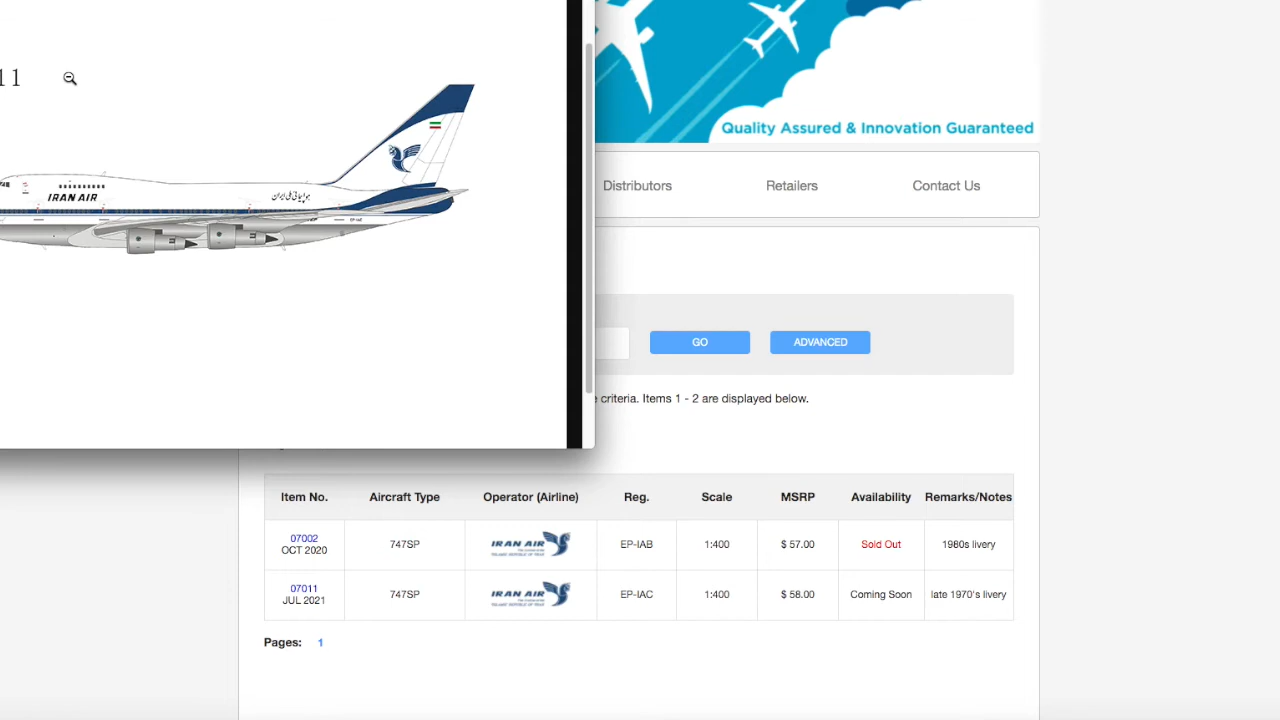 11
Quality Assured & Innovation Guaranteed
Distributors Retailers Contact Us
IRAN AIR
هواپیمائی ملی ایران
GO ADVANCED
criteria. Items 1 - 2 are displayed below.
Item No. Aircraft Type Operator (Airline) Reg. Scale MSRP Availability Remarks/Notes
07002
OCT 2020 747SP IRAN AIR EP-IAB 1:400 $ 57.00 Sold Out 1980s livery
07011
JUL 2021 747SP IRAN AIR EP-IAC 1:400 $ 58.00 Coming Soon late 1970's livery
Pages: 1